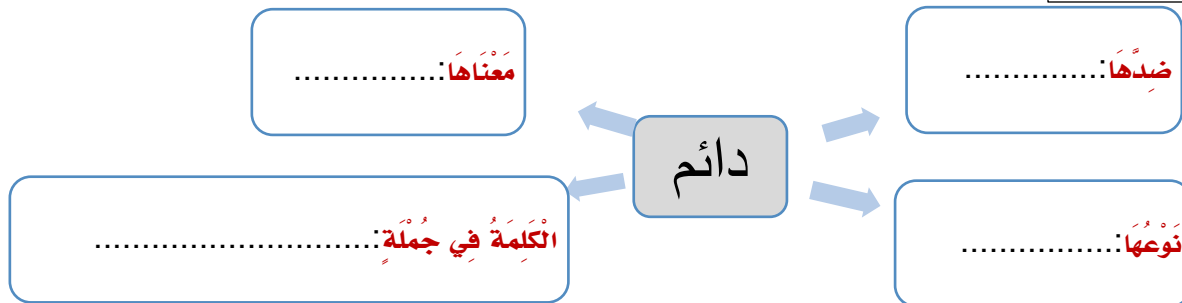 ضِدَّهَا:..............
مَعْنَاهَا:...............
دائم
نَوْعُهَا:................
الْكَلِمَةُ فِي جُمْلَةٍ:.............................